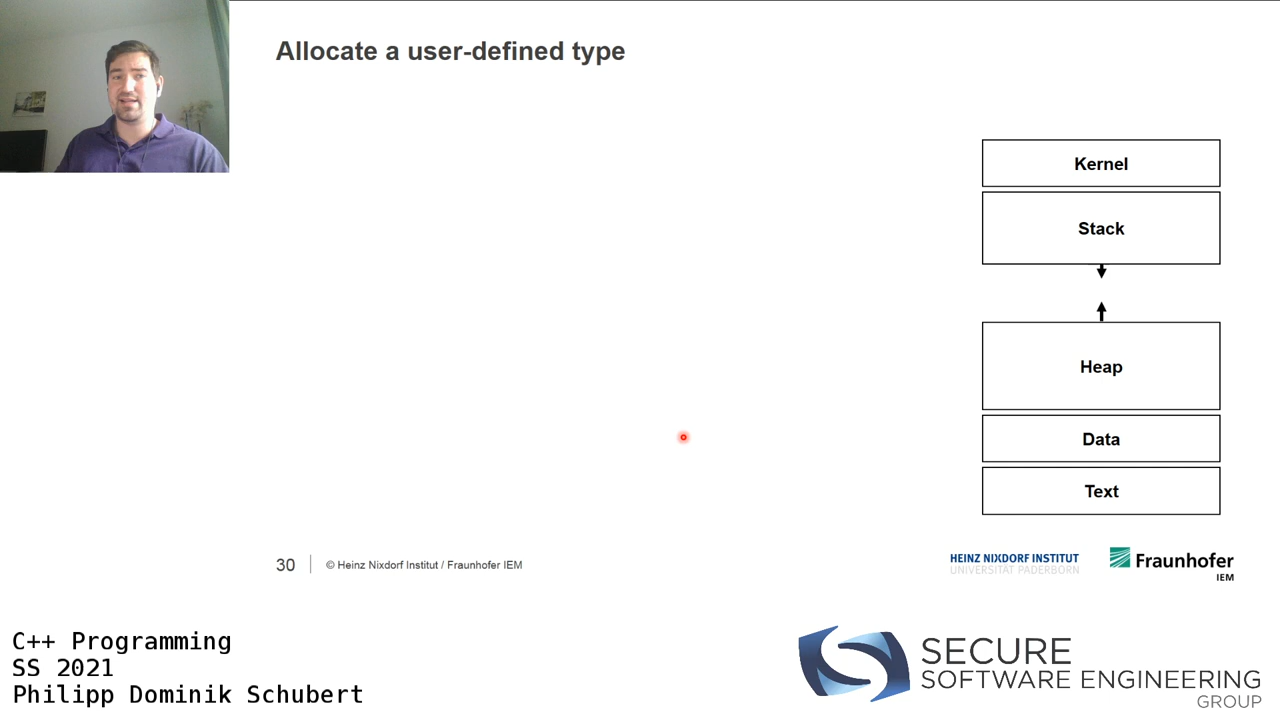 Allocate a user-defined type
Kernel
Stack
Heap
Data
Text
30
© Heinz Nixdorf Institut / Fraunhofer IEM
HEINZ NIXDORF INSTITUT
UNIVERSITÄT PADERBORN
Fraunhofer
IEM
C++ Programming
SS 2021
Philipp Dominik Schubert
SECURE
SOFTWARE ENGINEERING
GROUP